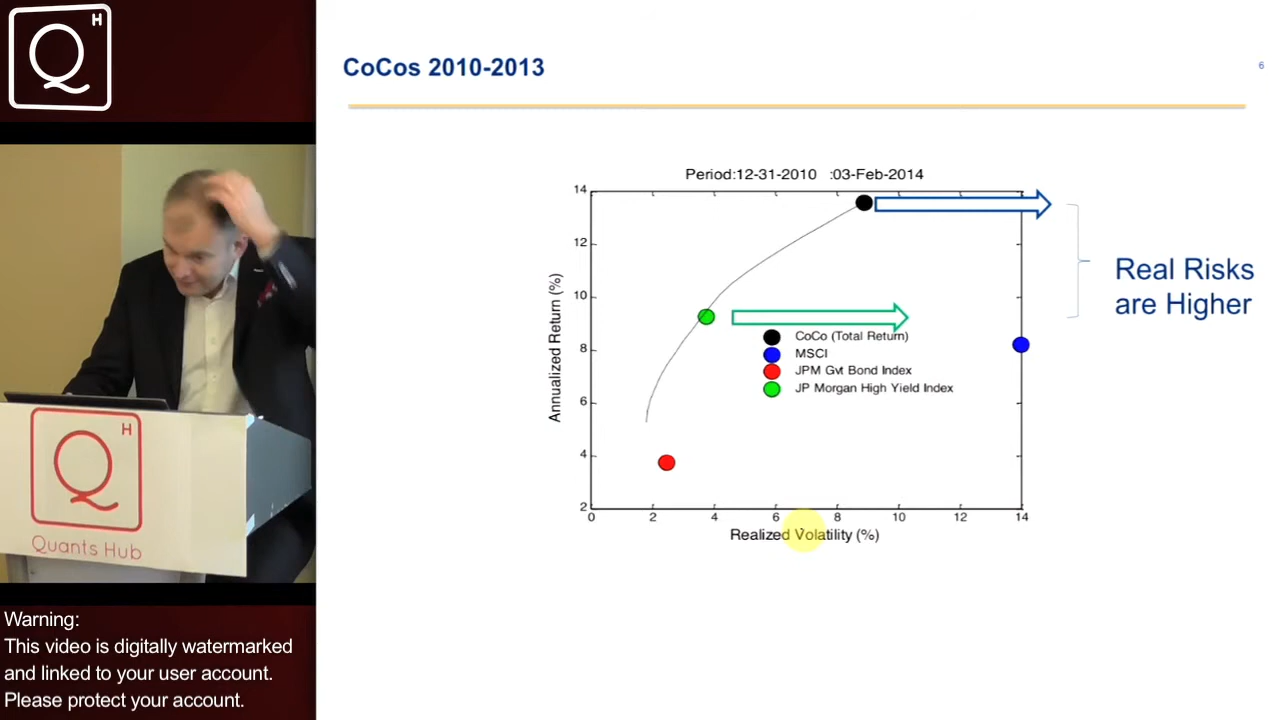 H
Q
CoCos 2010-2013
6
Period:12-31-2010 :03-Feb-2014
14
12
10
8
6
4
2
Annualized Return (%)
0 2 4 6 8 10 12 14
Realized Volatility (%)
CoCo (Total Return)
MSCI
JPM Gvt Bond Index
JP Morgan High Yield Index
Real Risks
are Higher
H
Q
Quants Hub
Warning:
This video is digitally watermarked
and linked to your user account.
Please protect your account.